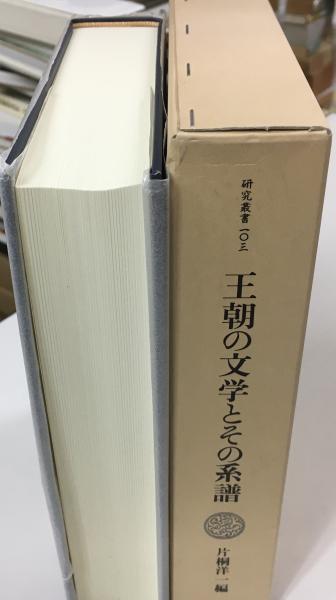 研究叢書一〇三
王朝の文学とその系譜
片桐洋一編